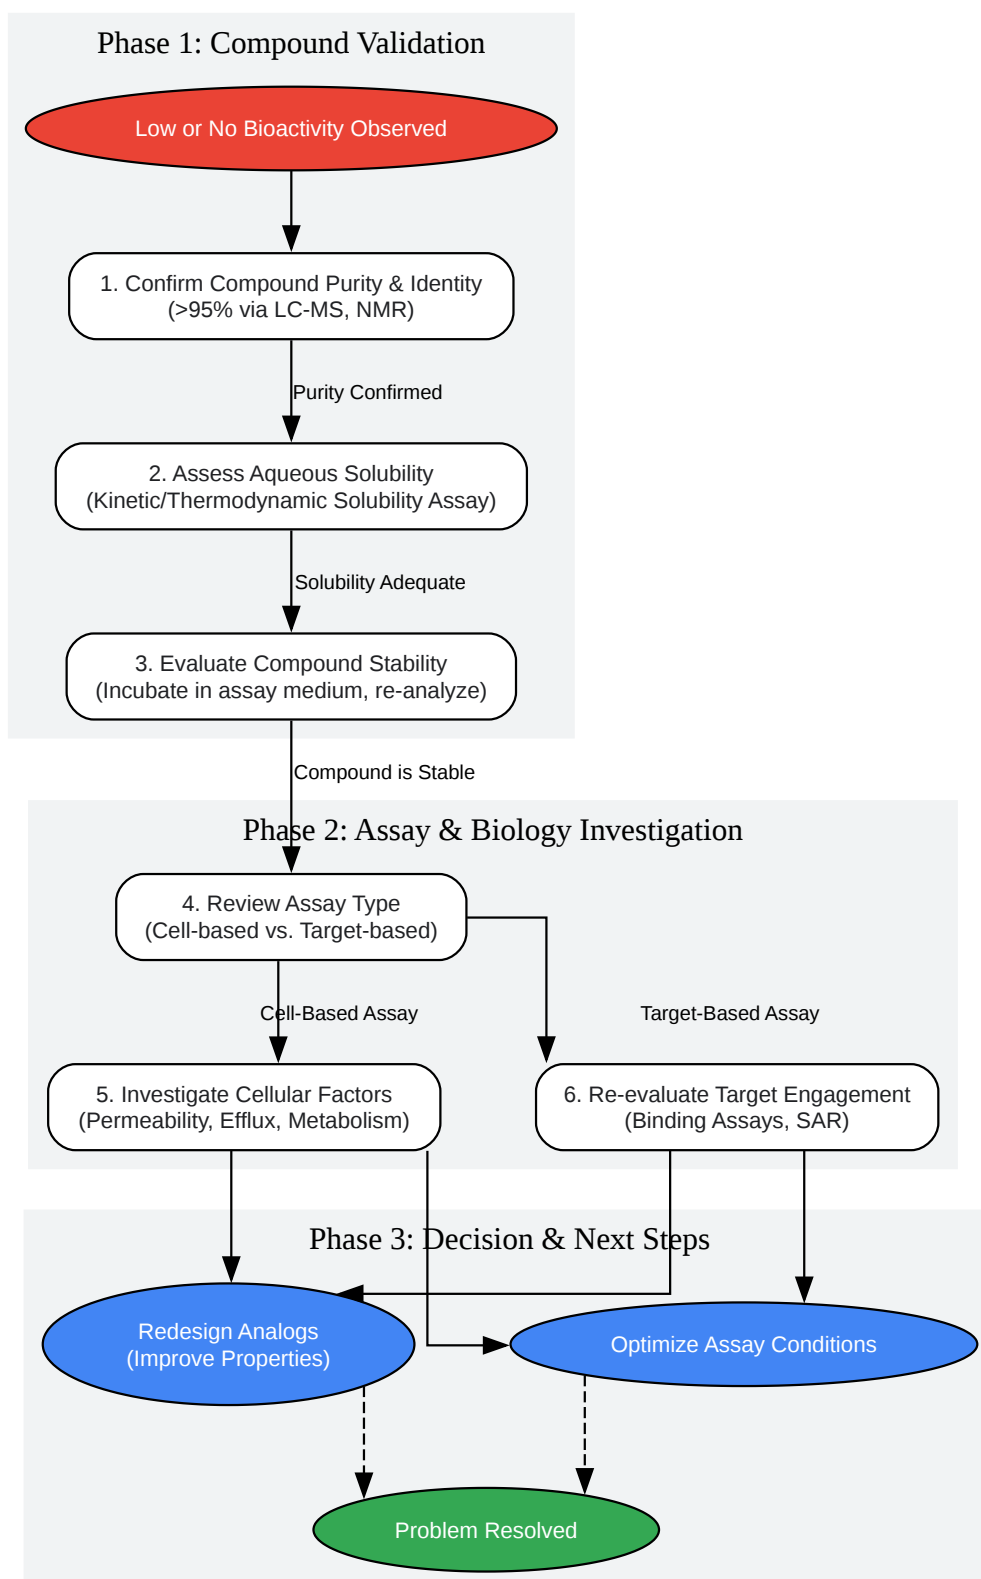 Phase 1: Compound Validation
Low or No Bioactivity Observed
1. Confirm Compound Purity & Identity
(>95% via LC-MS, NMR)
Purity Confirmed
2. Assess Aqueous Solubility
(Kinetic/Thermodynamic Solubility Assay)
Solubility Adequate
3. Evaluate Compound Stability
(Incubate in assay medium, re-analyze)
Compound is Stable
Phase 2: Assay & Biology Investigation
4. Review Assay Type
(Cell-based vs. Target-based)
Cell-Based Assay
Target-Based Assay
5. Investigate Cellular Factors
(Permeability, Efflux, Metabolism)
6. Re-evaluate Target Engagement
(Binding Assays, SAR)
Phase 3: Decision & Next Steps
Redesign Analogs
(Improve Properties)
Optimize Assay Conditions
Problem Resolved